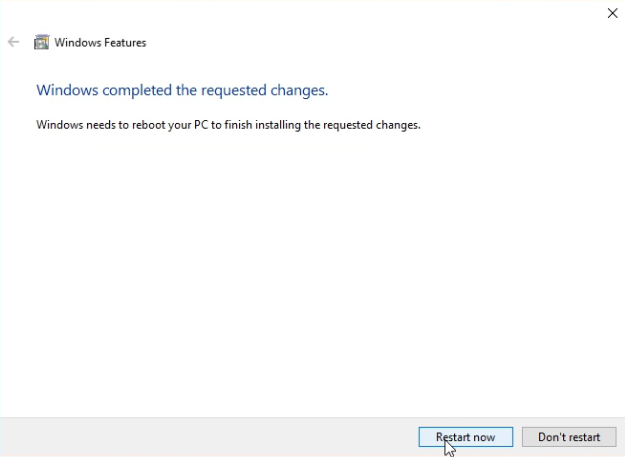 Windows Features
Windows completed the requested changes.
Windows needs to reboot your PC to finish installing the requested changes.
Restart now
Don't restart